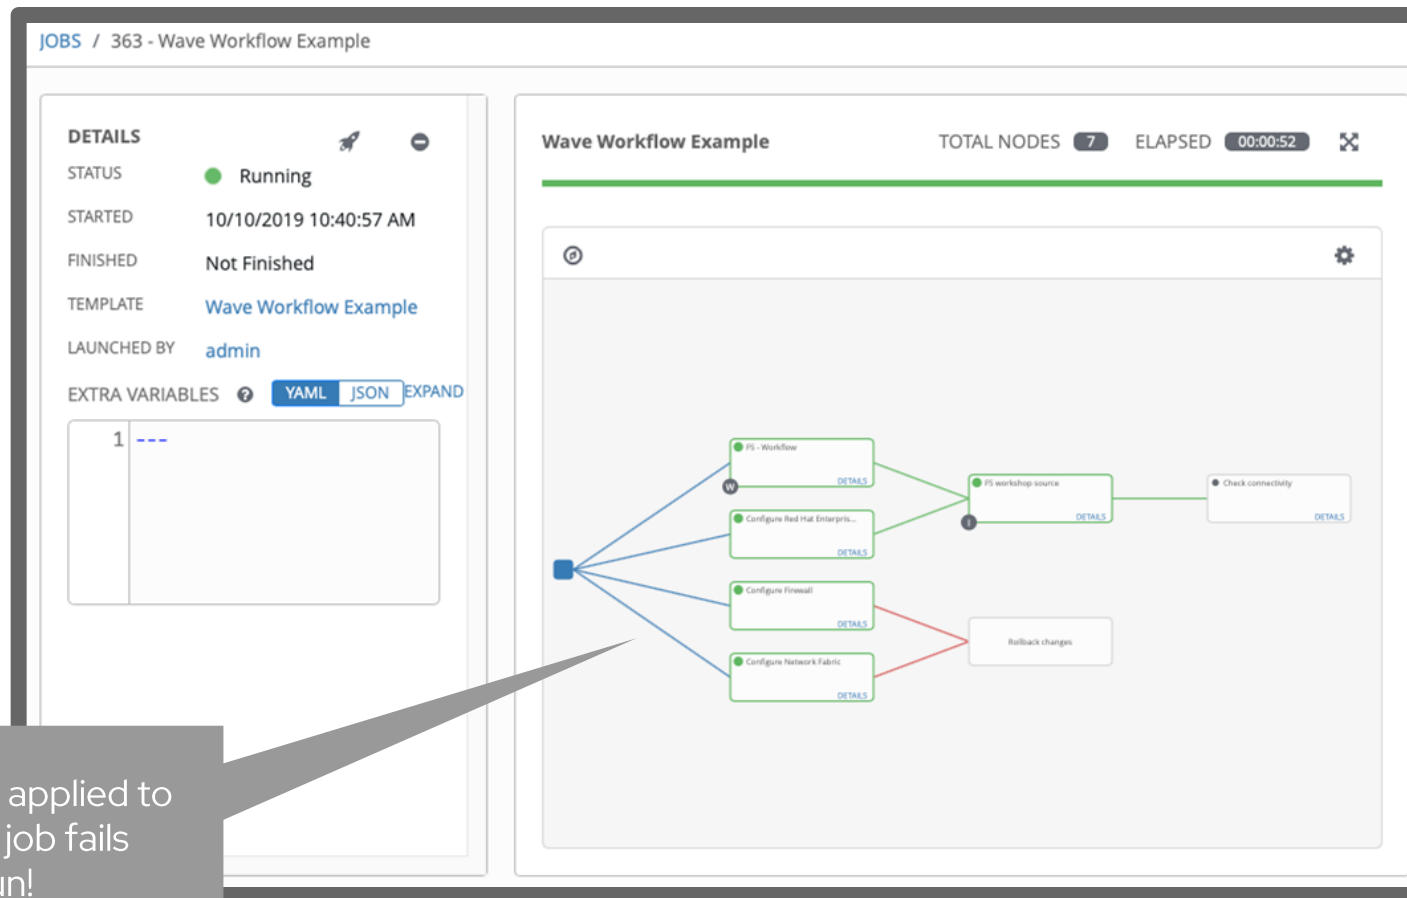 JOBS / 363 - Wave Workflow Example
DETAILS
STATUS Running
STARTED 10/10/2019 10:40:57 AM
FINISHED Not Finished
TEMPLATE Wave Workflow Example
LAUNCHED BY admin
EXTRA VARIABLES ? YAML JSON EXPAND
1 ---
Wave Workflow Example TOTAL NODES 7 ELAPSED 00:00:52
F5 - Workflow
DETAILS
W
Configure Red Hat Enterpris...
DETAILS
Configure Firewall
DETAILS
Configure Network Fabric
DETAILS
F5 workshop source
DETAILS
I
Check connectivity
DETAILS
Rollback changes
applied to
job fails